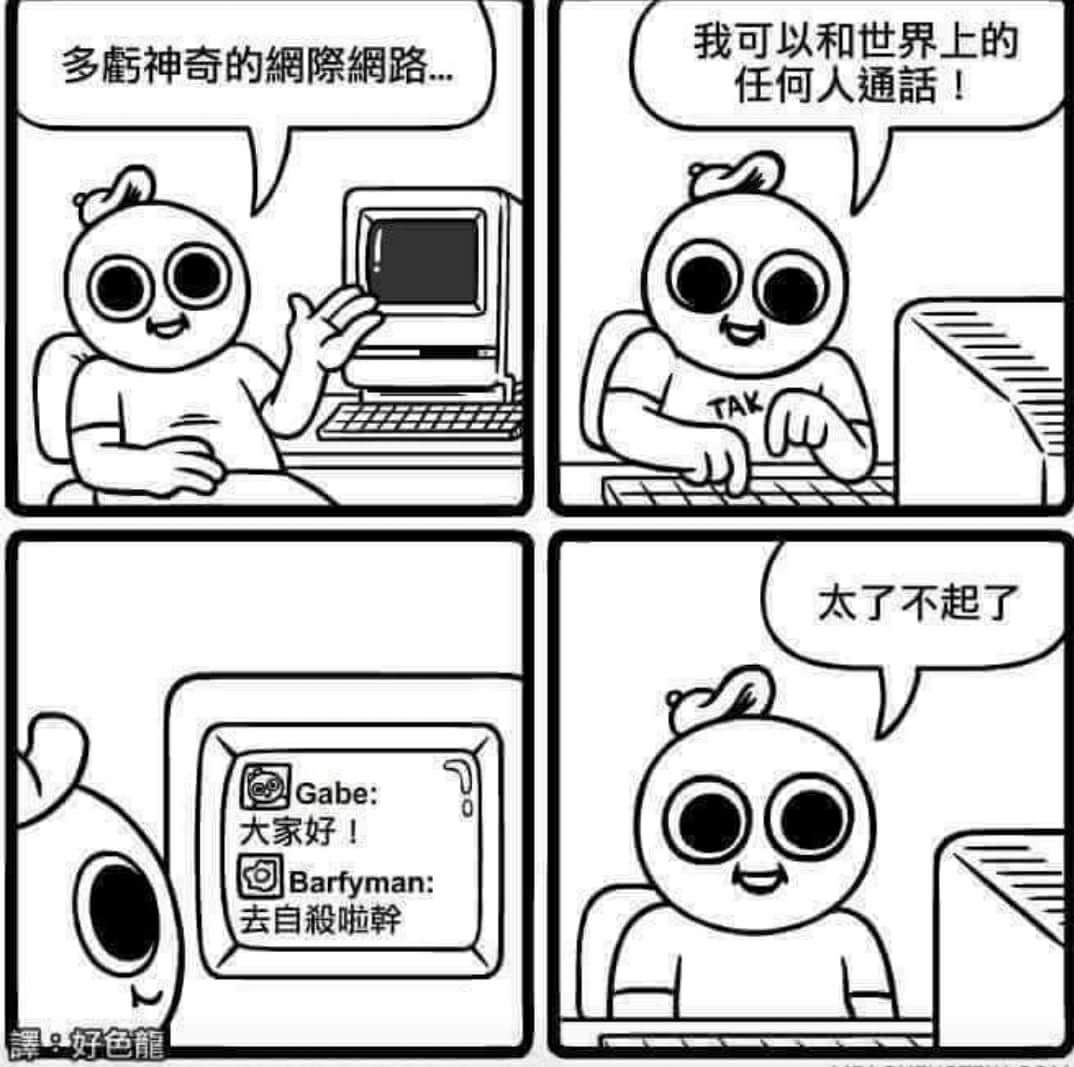 多虧神奇的網際網路...
我可以和世界上的
任何人通話！
TAK
Gabe:
大家好！
Barfyman:
去自殺啦幹
太了不起了
譯：好色龍